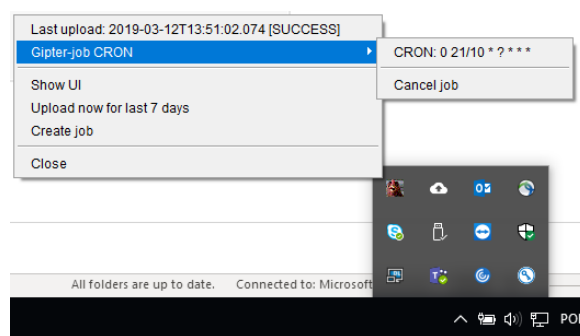 Last upload: 2019-03-12T13:51:02.074 [SUCCESS]
Gipter-job CRON
CRON: 0 21/10 * ? * * *
Show UI
Cancel job
Upload now for last 7 days
Create job
Close
All folders are up to date. Connected to: Microsoft